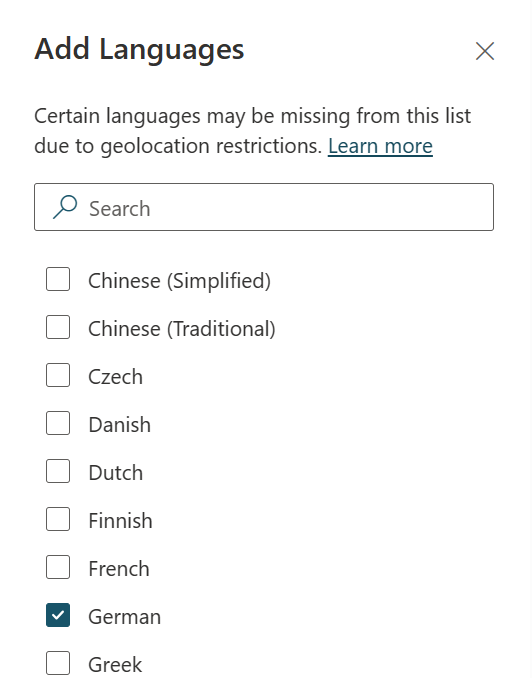 Add Languages
Certain languages may be missing from this list
due to geolocation restrictions. Learn more
Search
Chinese (Simplified)
Chinese (Traditional)
Czech
Danish
Dutch
Finnish
French
German
Greek